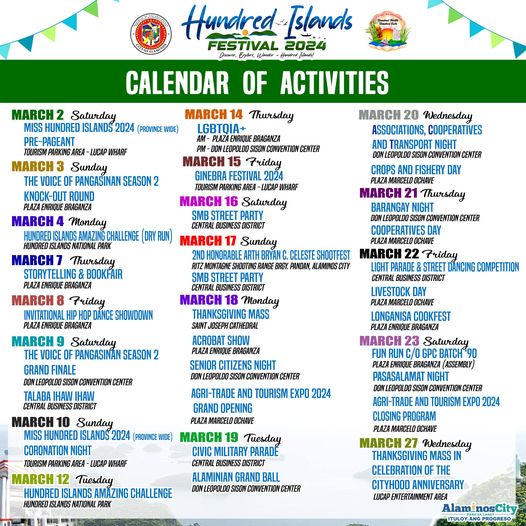 Hundred Islands
FESTIVAL 2024
Discover, Explore, Wander - Hundred Islands!
CALENDAR OF ACTIVITIES
MARCH 2 Saturday
MISS HUNDRED ISLANDS 2024 (PROVINCE WIDE)
PRE-PAGEANT
TOURISM PARKING AREA - LUCAP WHARF
MARCH 3 Sunday
THE VOICE OF PANGASINAN SEASON 2
KNOCK-OUT ROUND
PLAZA ENRIQUE BRAGANZA
MARCH 4 Monday
HUNDRED ISLANDS AMAZING CHALLENGE (DRY RUN)
HUNDRED ISLANDS NATIONAL PARK
MARCH 7 Thursday
STORYTELLING & BOOKFAIR
PLAZA ENRIQUE BRAGANZA
MARCH 8 Friday
INVITATIONAL HIP HOP DANCE SHOWDOWN
PLAZA ENRIQUE BRAGANZA
MARCH 9 Saturday
THE VOICE OF PANGASINAN SEASON 2
GRAND FINALE
DON LEOPOLDO SISON CONVENTION CENTER
TALABA IHAW IHAW
CENTRAL BUSINESS DISTRICT
MARCH 10 Sunday
MISS HUNDRED ISLANDS 2024 (PROVINCE WIDE)
CORONATION NIGHT
TOURISM PARKING AREA - LUCAP WHARF
MARCH 12 Tuesday
HUNDRED ISLANDS AMAZING CHALLENGE
HUNDRED ISLANDS NATIONAL PARK
MARCH 14 Thursday
LGBTQIA+
AM - PLAZA ENRIQUE BRAGANZA
PM - DON LEOPOLDO SISON CONVENTION CENTER
MARCH 15 Friday
GINEBRA FESTIVAL 2024
TOURISM PARKING AREA - LUCAP WHARF
MARCH 16 Saturday
SMB STREET PARTY
CENTRAL BUSINESS DISTRICT
MARCH 17 Sunday
2ND HONORABLE ARTH BRYAN C. CELESTE SHOOTFEST
RITZ MONTAGNE SHOOTING RANGE BRGY. PANDAN, ALAMINOS CITY
SMB STREET PARTY
CENTRAL BUSINESS DISTRICT
MARCH 18 Monday
THANKSGIVING MASS
SAINT JOSEPH CATHEDRAL
ACROBAT SHOW
PLAZA ENRIQUE BRAGANZA
SENIOR CITIZENS NIGHT
DON LEOPOLDO SISON CONVENTION CENTER
AGRI-TRADE AND TOURISM EXPO 2024
GRAND OPENING
PLAZA MARCELO OCHAVE
MARCH 19 Tuesday
CIVIC MILITARY PARADE
CENTRAL BUSINESS DISTRICT
ALAMINIAN GRAND BALL
DON LEOPOLDO SISON CONVENTION CENTER
MARCH 20 Wednesday
ASSOCIATIONS, COOPERATIVES
AND TRANSPORT NIGHT
DON LEOPOLDO SISON CONVENTION CENTER
CROPS AND FISHERY DAY
PLAZA MARCELO OCHAVE
MARCH 21 Thursday
BARANGAY NIGHT
DON LEOPOLDO SISON CONVENTION CENTER
COOPERATIVES DAY
PLAZA MARCELO OCHAVE
MARCH 22 Friday
LIGHT PARADE & STREET DANCING COMPETITION
CENTRAL BUSINESS DISTRICT
LIVESTOCK DAY
PLAZA MARCELO OCHAVE
LONGANISA COOKFEST
PLAZA ENRIQUE BRAGANZA
MARCH 23 Saturday
FUN RUN C/O GPC BATCH '90
PLAZA ENRIQUE BRAGANZA (ASSEMBLY)
PASASALAMAT NIGHT
DON LEOPOLDO SISON CONVENTION CENTER
AGRI-TRADE AND TOURISM EXPO 2024
CLOSING PROGRAM
PLAZA MARCELO OCHAVE
MARCH 27 Wednesday
THANKSGIVING MASS IN
CELEBRATION OF THE
CITYHOOD ANNIVERSARY
LUCAP ENTERTAINMENT AREA
AlaminosCity
ITULOY ANG PROGRESO